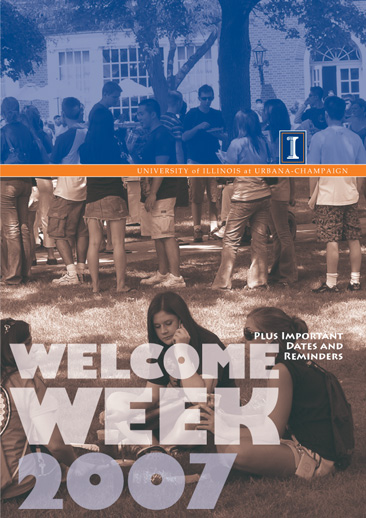 I
UNIVERSITY of ILLINOIS at URBANA-CHAMPAIGN
PLUS IMPORTANT
DATES AND
REMINDERS
WELCOME
WEEK
2007